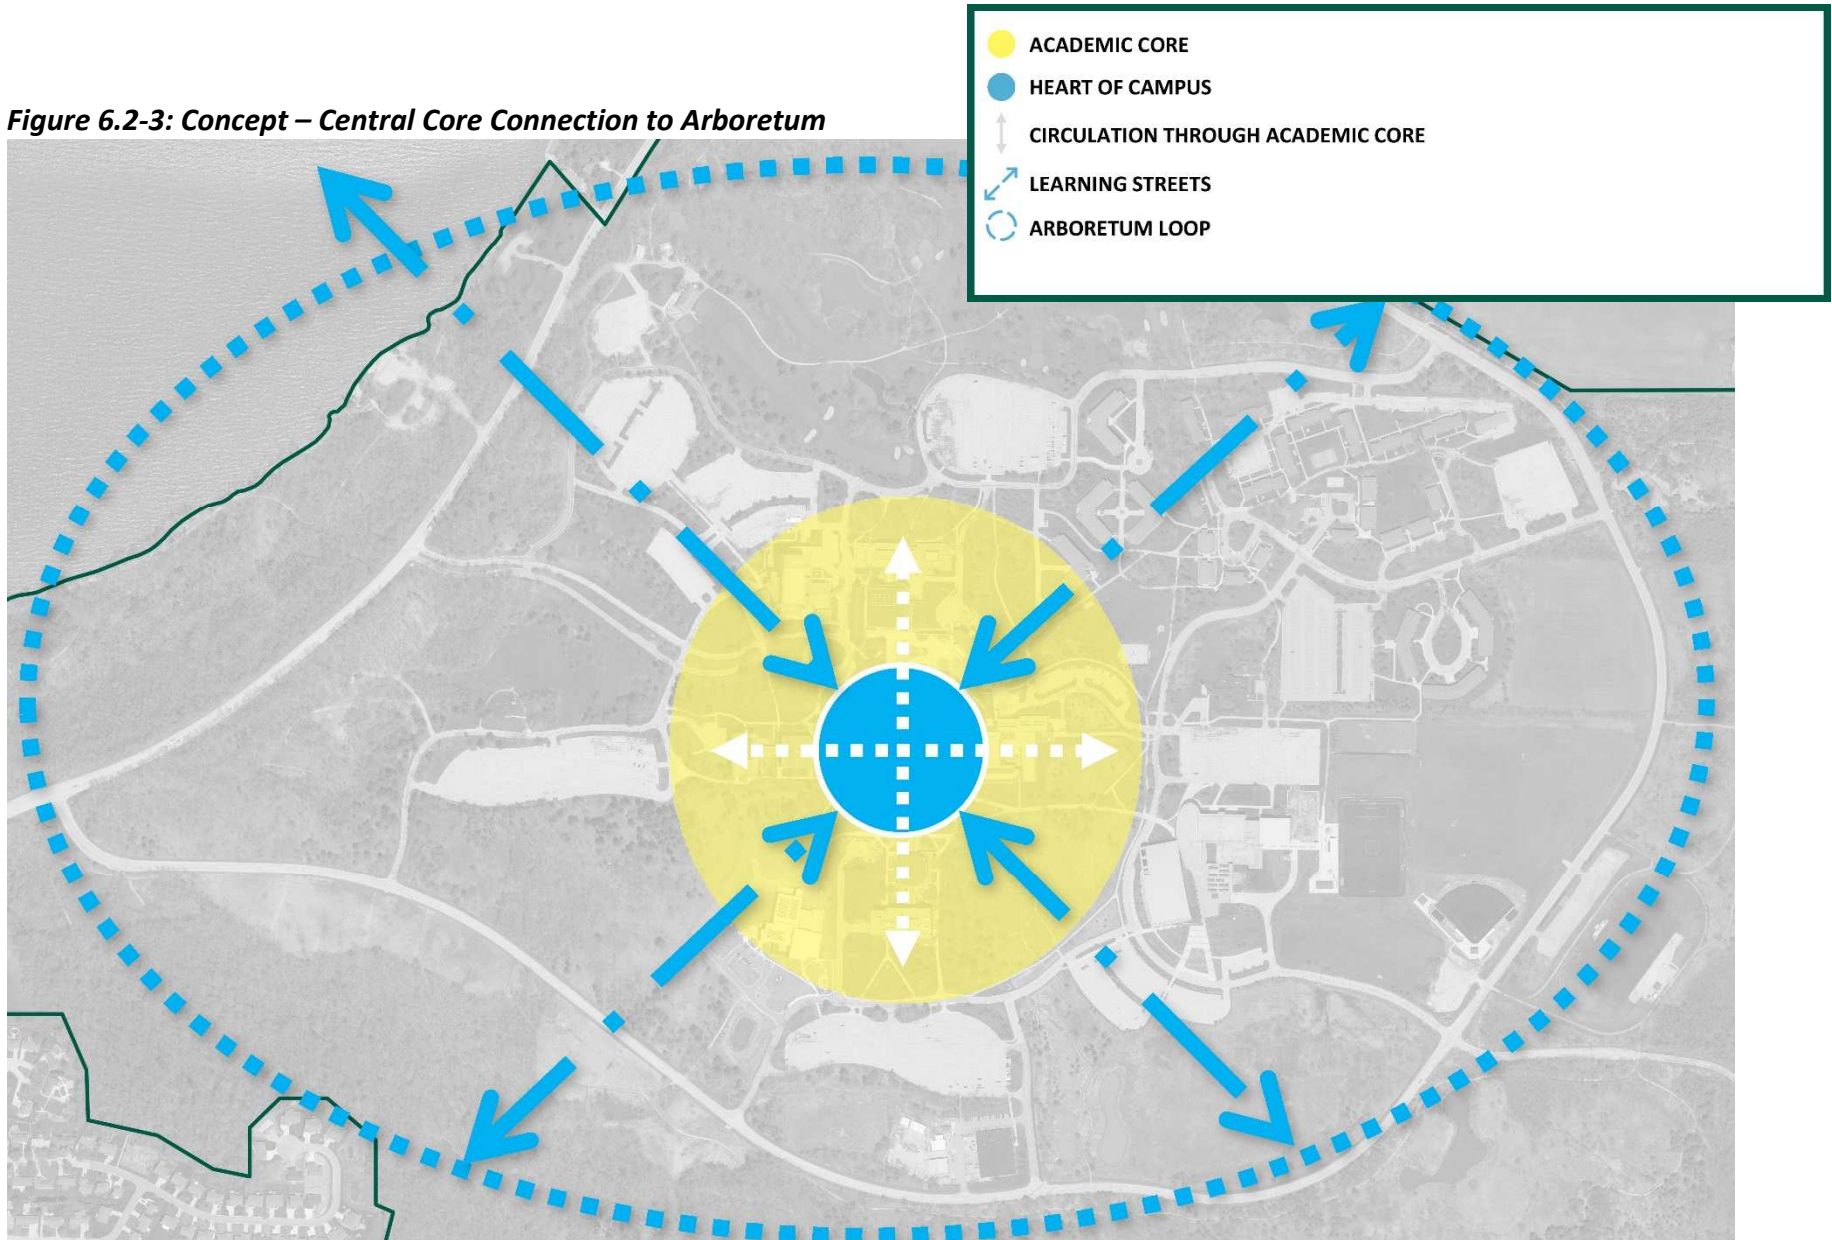 ACADEMIC CORE
HEART OF CAMPUS
Figure 6.2-3: Concept – Central Core Connection to Arboretum
CIRCULATION THROUGH ACADEMIC CORE
LEARNING STREETS
ARBORETUM LOOP